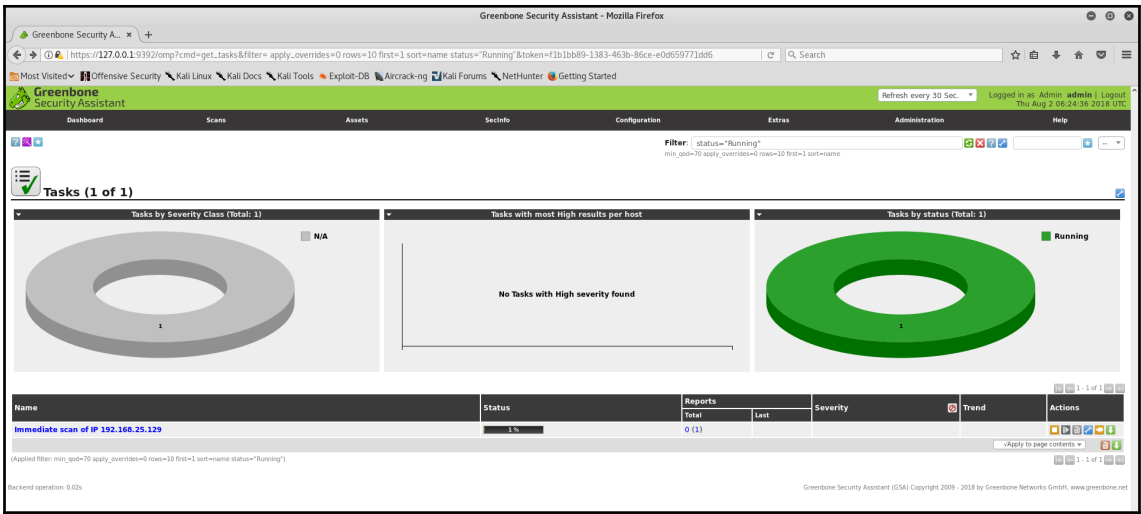 Greenbone Security Assistant - Mozilla Firefox
Greenbone Security A...
https://127.0.0.1:9392/omp?cmd=get_tasks&filter= apply_overrides=0 rows=10 first=1 sort=name status="Running"&token=f1b1bb89-1383-463b-86ce-e0d659771dd6
Search
Most Visited Offensive Security Kali Linux Kali Docs Kali Tools Exploit-DB Aircrack-ng Kali Forums NetHunter Getting Started
Greenbone
Security Assistant
Refresh every 30 Sec.
Logged in as Admin admin | Logout
Thu Aug 2 06:24:36 2018 UTC
Dashboard Scans Assets SecInfo Configuration Extras Administration Help
Filter: status="Running"
min_qod=70 apply_overrides=0 rows=10 first=1 sort=name
--
Tasks (1 of 1)
Tasks by Severity Class (Total: 1)
N/A
1
Tasks with most High results per host
No Tasks with High severity found
Tasks by status (Total: 1)
Running
1
1 - 1 of 1
Name Status Reports Severity Trend Actions
Total Last
Immediate scan of IP 192.168.25.129 1 % 0 (1)
√Apply to page contents
(Applied filter: min_qod=70 apply_overrides=0 rows=10 first=1 sort=name status="Running")
1 - 1 of 1
Backend operation: 0.02s
Greenbone Security Assistant (GSA) Copyright 2009 - 2018 by Greenbone Networks GmbH, www.greenbone.net